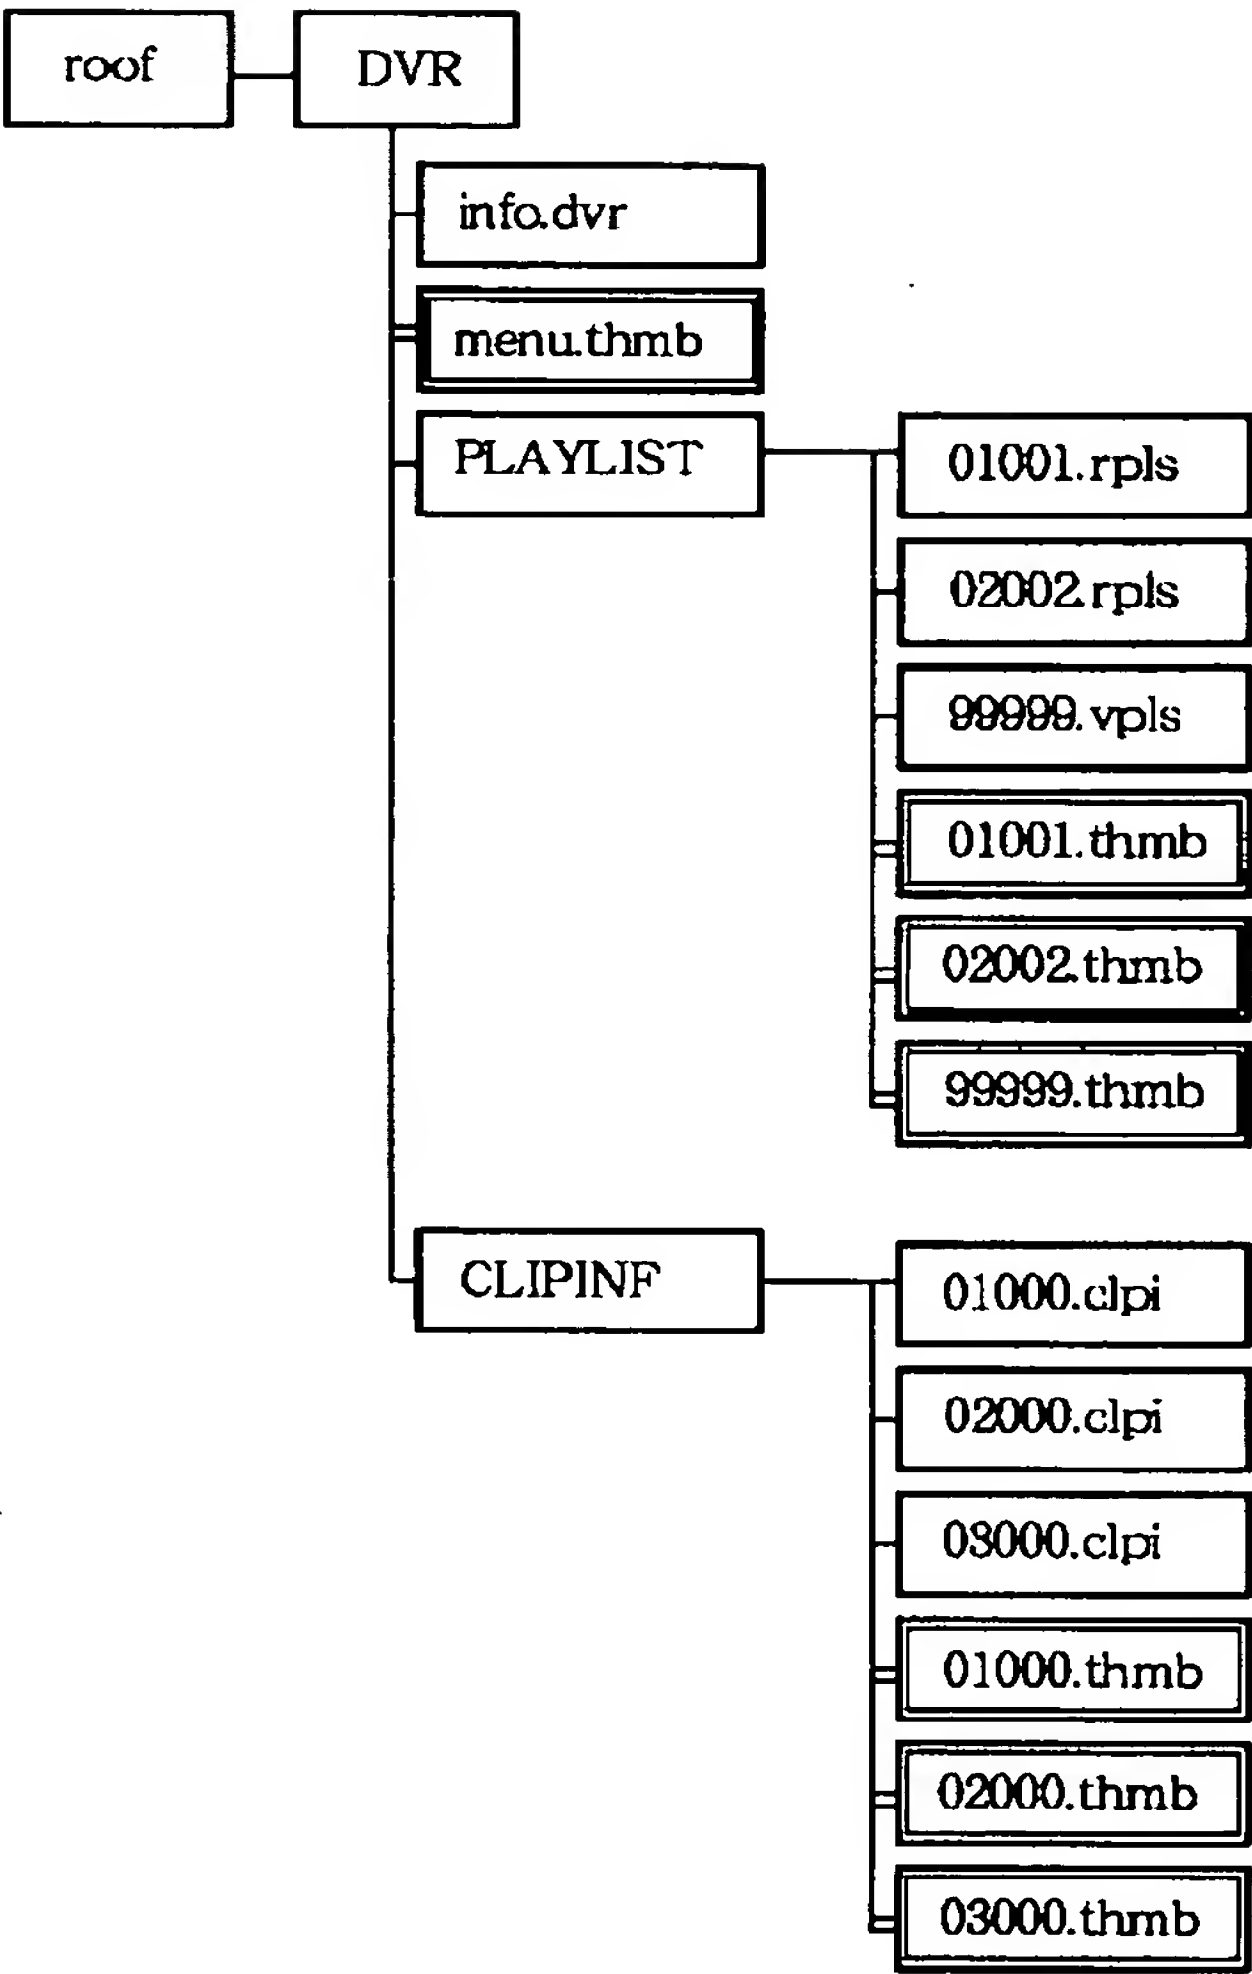 roof
DVR
info.dvr
menu.thmb
PLAYLIST
01001.rpls
02002.rpls
99999.vpls
01001.thmb
02002.thmb
99999.thmb
CLIPINF
01000.clpi
02000.clpi
03000.clpi
01000.thmb
02000.thmb
03000.thmb